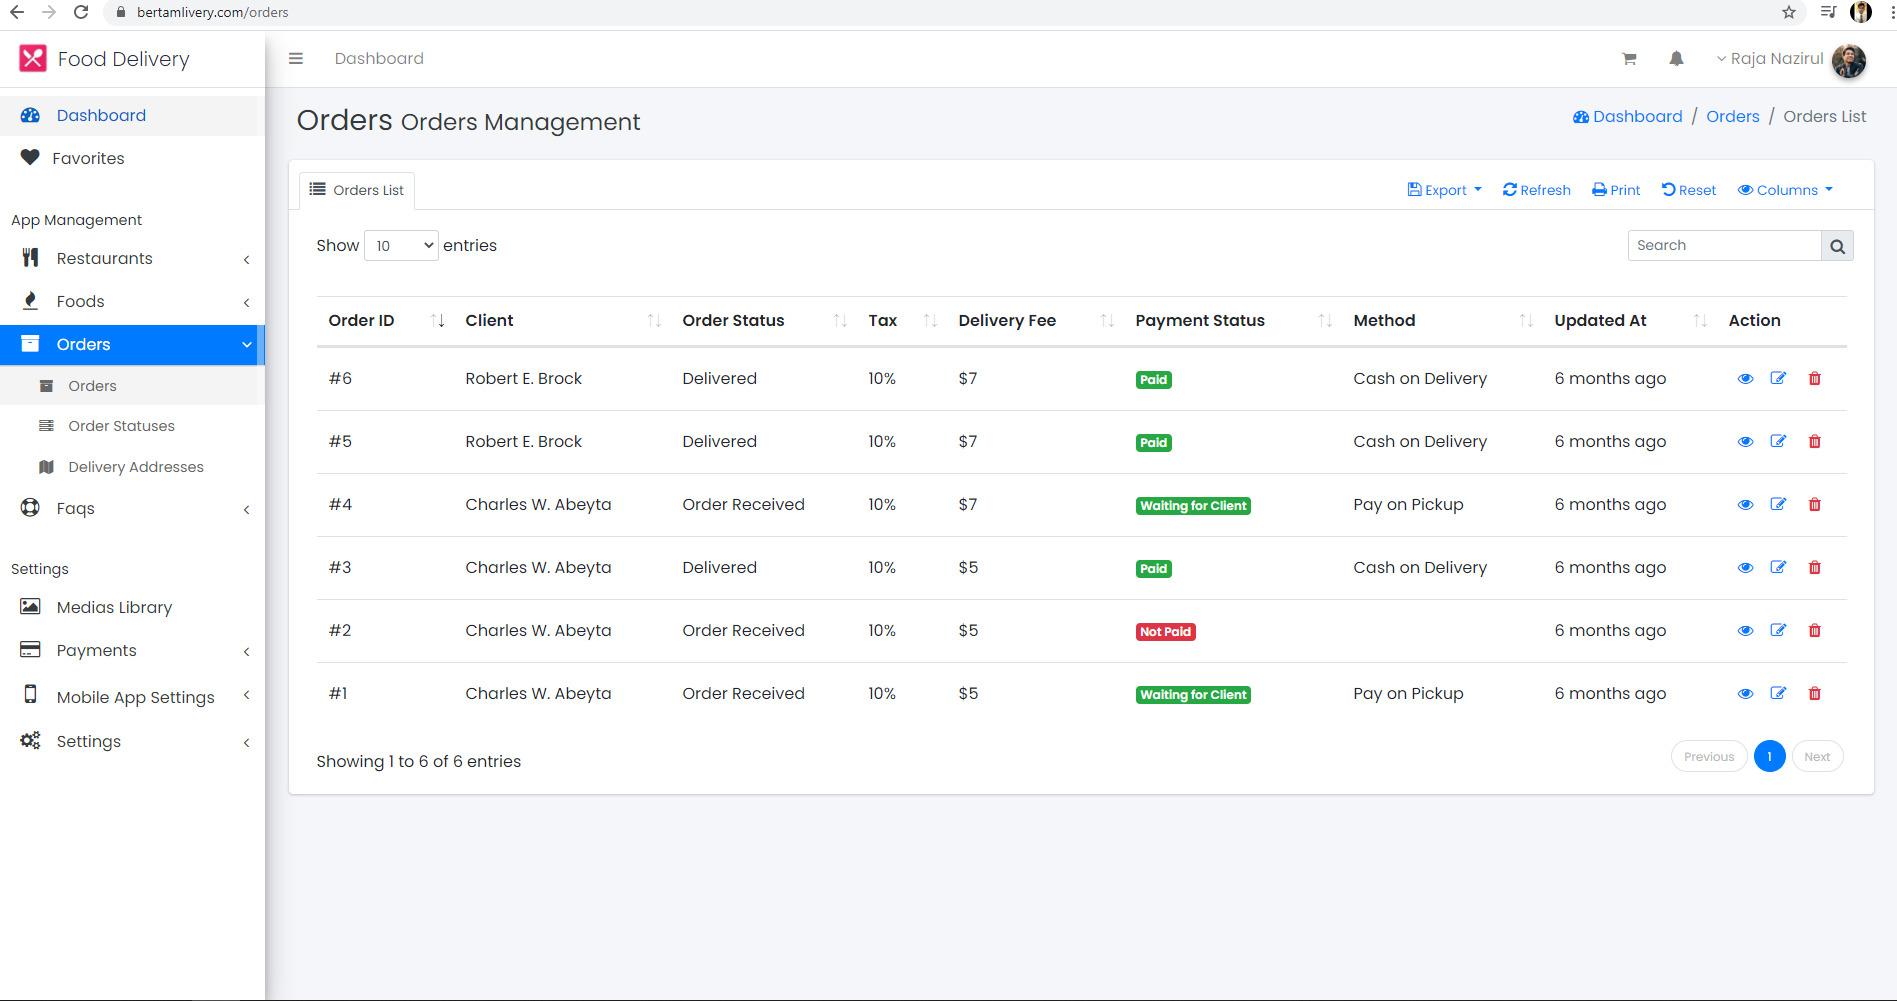 bertamlivery.com/orders
Food Delivery
Dashboard
Raja Nazirul
Dashboard
Favorites
App Management
Restaurants
Foods
Orders
Orders
Order Statuses
Delivery Addresses
Faqs
Settings
Medias Library
Payments
Mobile App Settings
Settings
Orders Orders Management
Dashboard / Orders / Orders List
Orders List
Export Refresh Print Reset Columns
Show 10 entries
Search
Order ID Client Order Status Tax Delivery Fee Payment Status Method Updated At Action
#6 Robert E. Brock Delivered 10% $7 Paid Cash on Delivery 6 months ago
#5 Robert E. Brock Delivered 10% $7 Paid Cash on Delivery 6 months ago
#4 Charles W. Abeyta Order Received 10% $7 Waiting for Client Pay on Pickup 6 months ago
#3 Charles W. Abeyta Delivered 10% $5 Paid Cash on Delivery 6 months ago
#2 Charles W. Abeyta Order Received 10% $5 Not Paid 6 months ago
#1 Charles W. Abeyta Order Received 10% $5 Waiting for Client Pay on Pickup 6 months ago
Showing 1 to 6 of 6 entries
Previous 1 Next